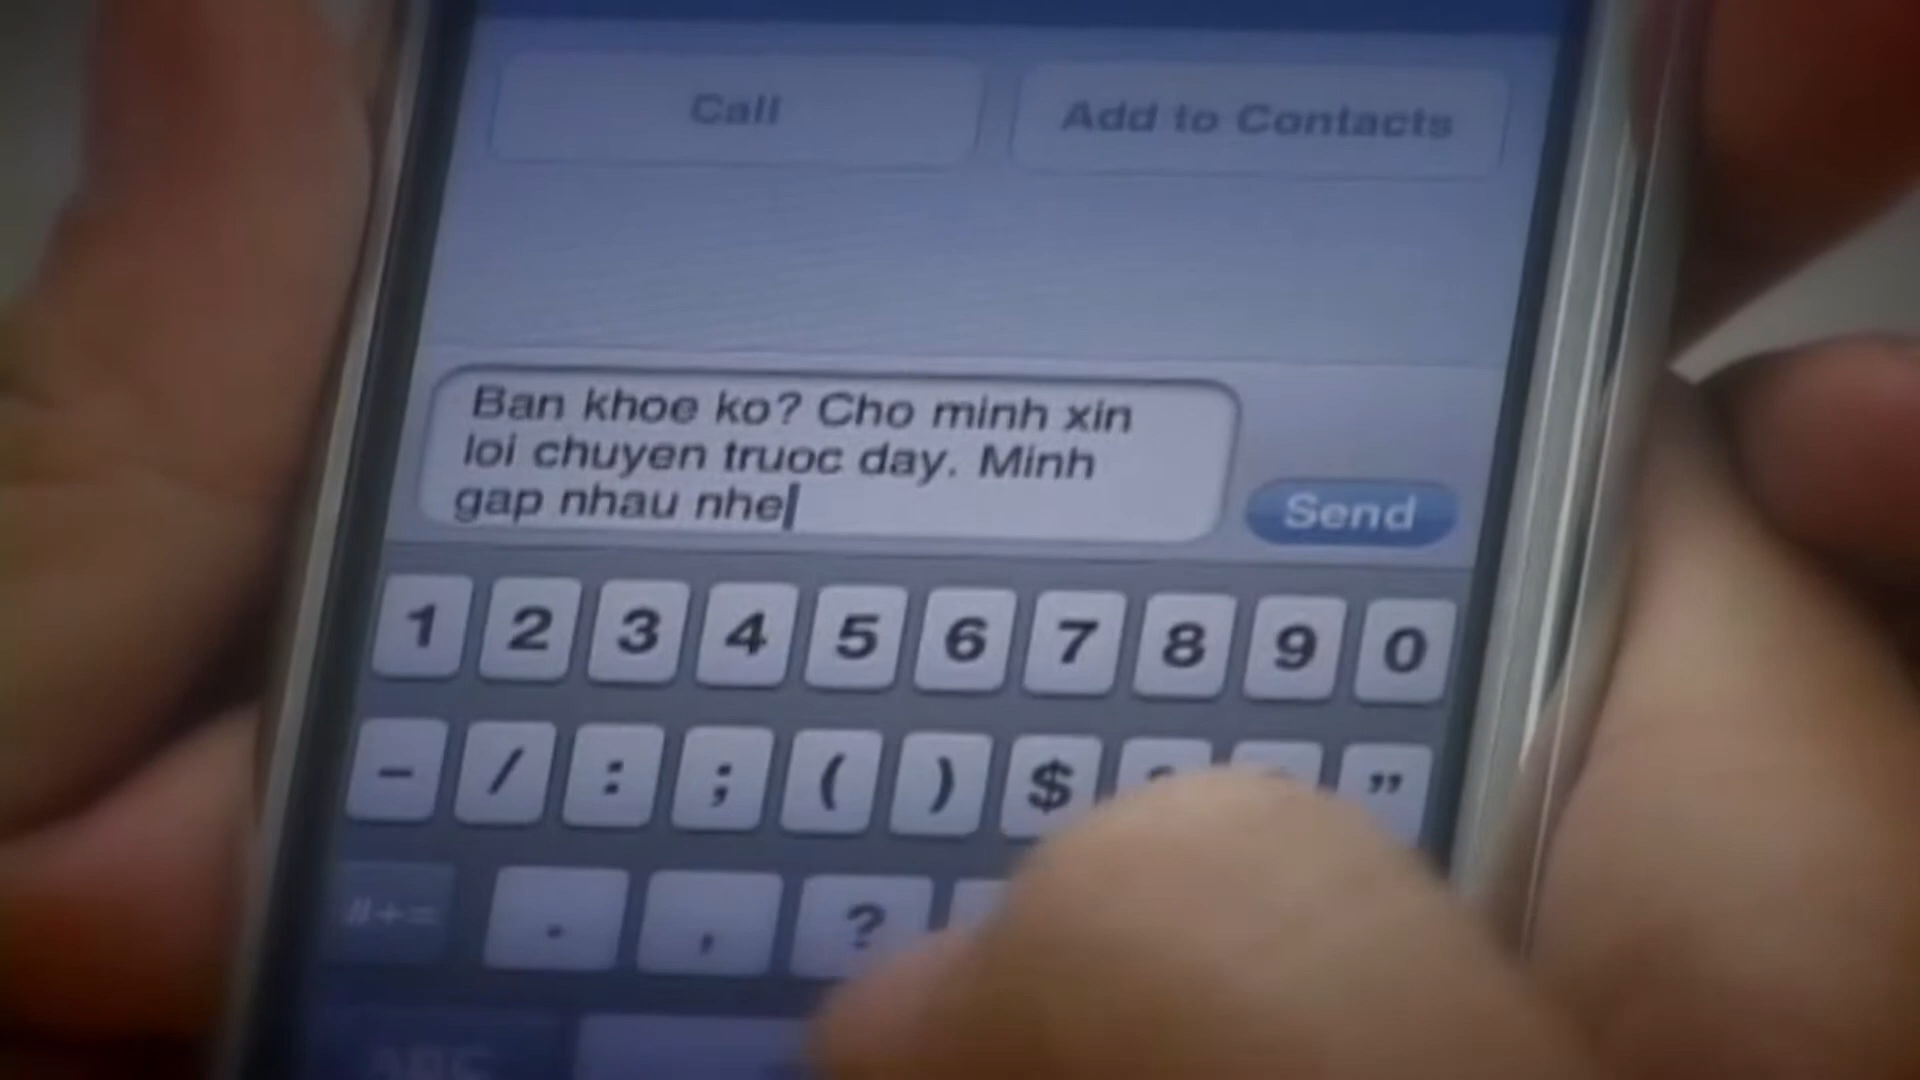 Call
Add to Contacts
Ban khoe ko? Cho minh xin
loi chuyen truoc day. Minh
gap nhau nhe
Send
1 2 3 4 5 6 7 8 9 0
- / : ; ( ) $ ”
#+= . , ?
ABC